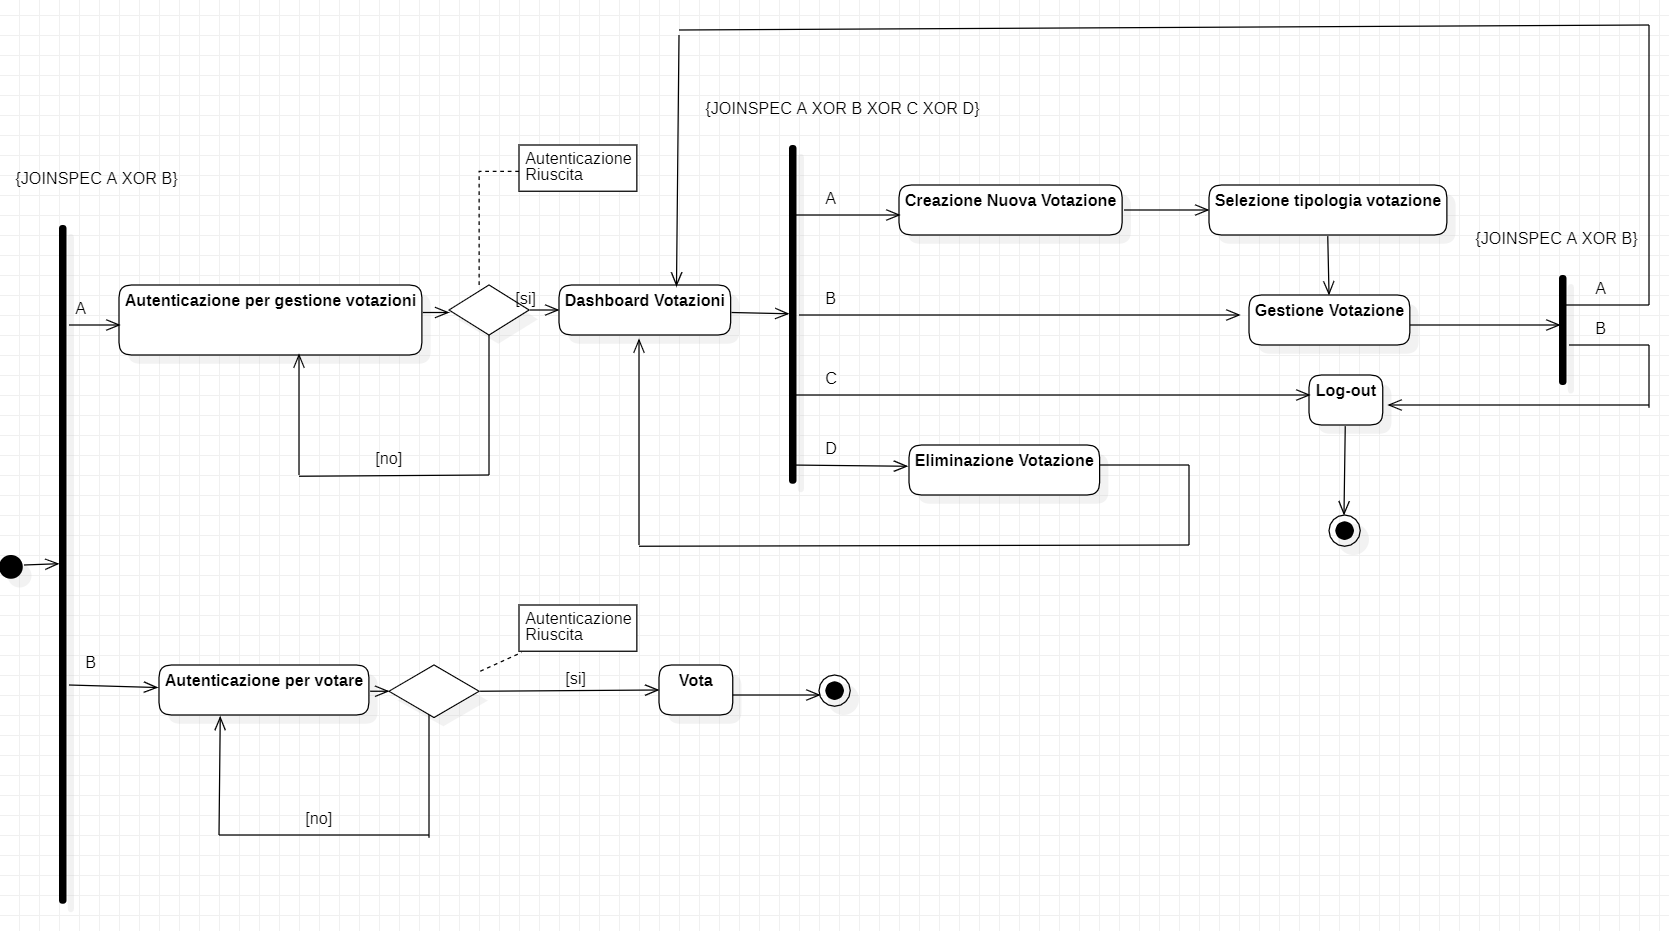 {JOINSPEC A XOR B XOR C XOR D}
Autenticazione
Riuscita
{JOINSPEC A XOR B}
A
Creazione Nuova Votazione
Selezione tipologia votazione
{JOINSPEC A XOR B}
A
Autenticazione per gestione votazioni
[si]
Dashboard Votazioni
B
Gestione Votazione
A
B
C
Log-out
[no]
D
Eliminazione Votazione
Autenticazione
Riuscita
B
Autenticazione per votare
[si]
Vota
[no]